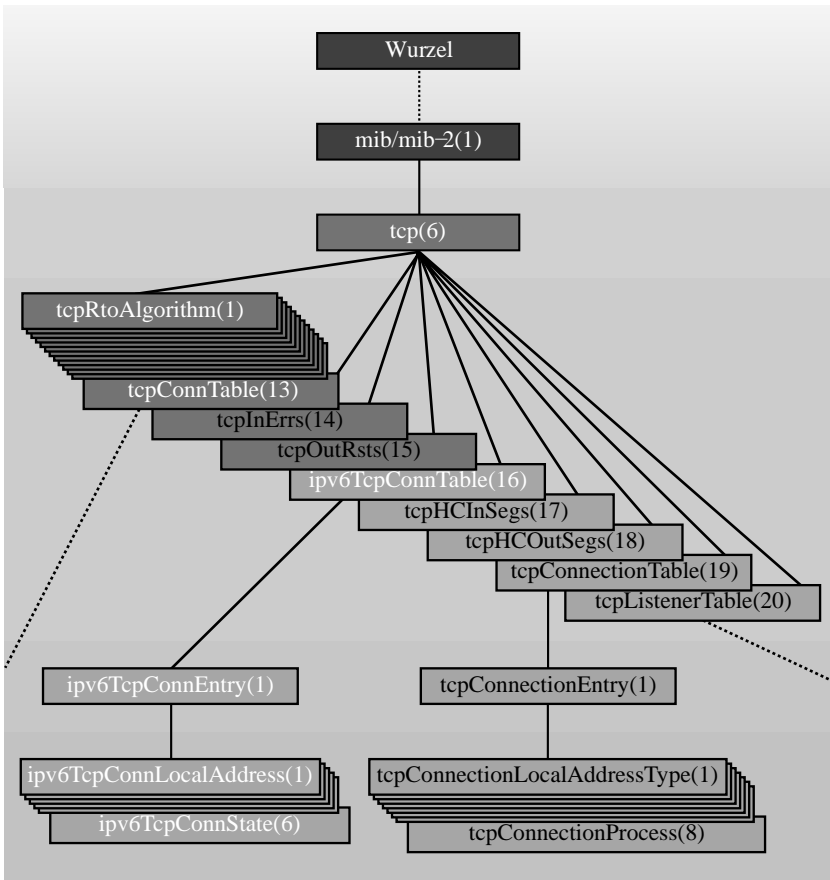 Wurzel
mib/mib−2(1)
tcp(6)
tcpRtoAlgorithm(1)
tcpConnTable(13)
tcpInErrs(14)
tcpOutRsts(15)
ipv6TcpConnTable(16)
tcpHCInSegs(17)
tcpHCOutSegs(18)
tcpConnectionTable(19)
tcpListenerTable(20)
ipv6TcpConnEntry(1)
tcpConnectionEntry(1)
ipv6TcpConnLocalAddress(1)
tcpConnectionLocalAddressType(1)
ipv6TcpConnState(6)
tcpConnectionProcess(8)